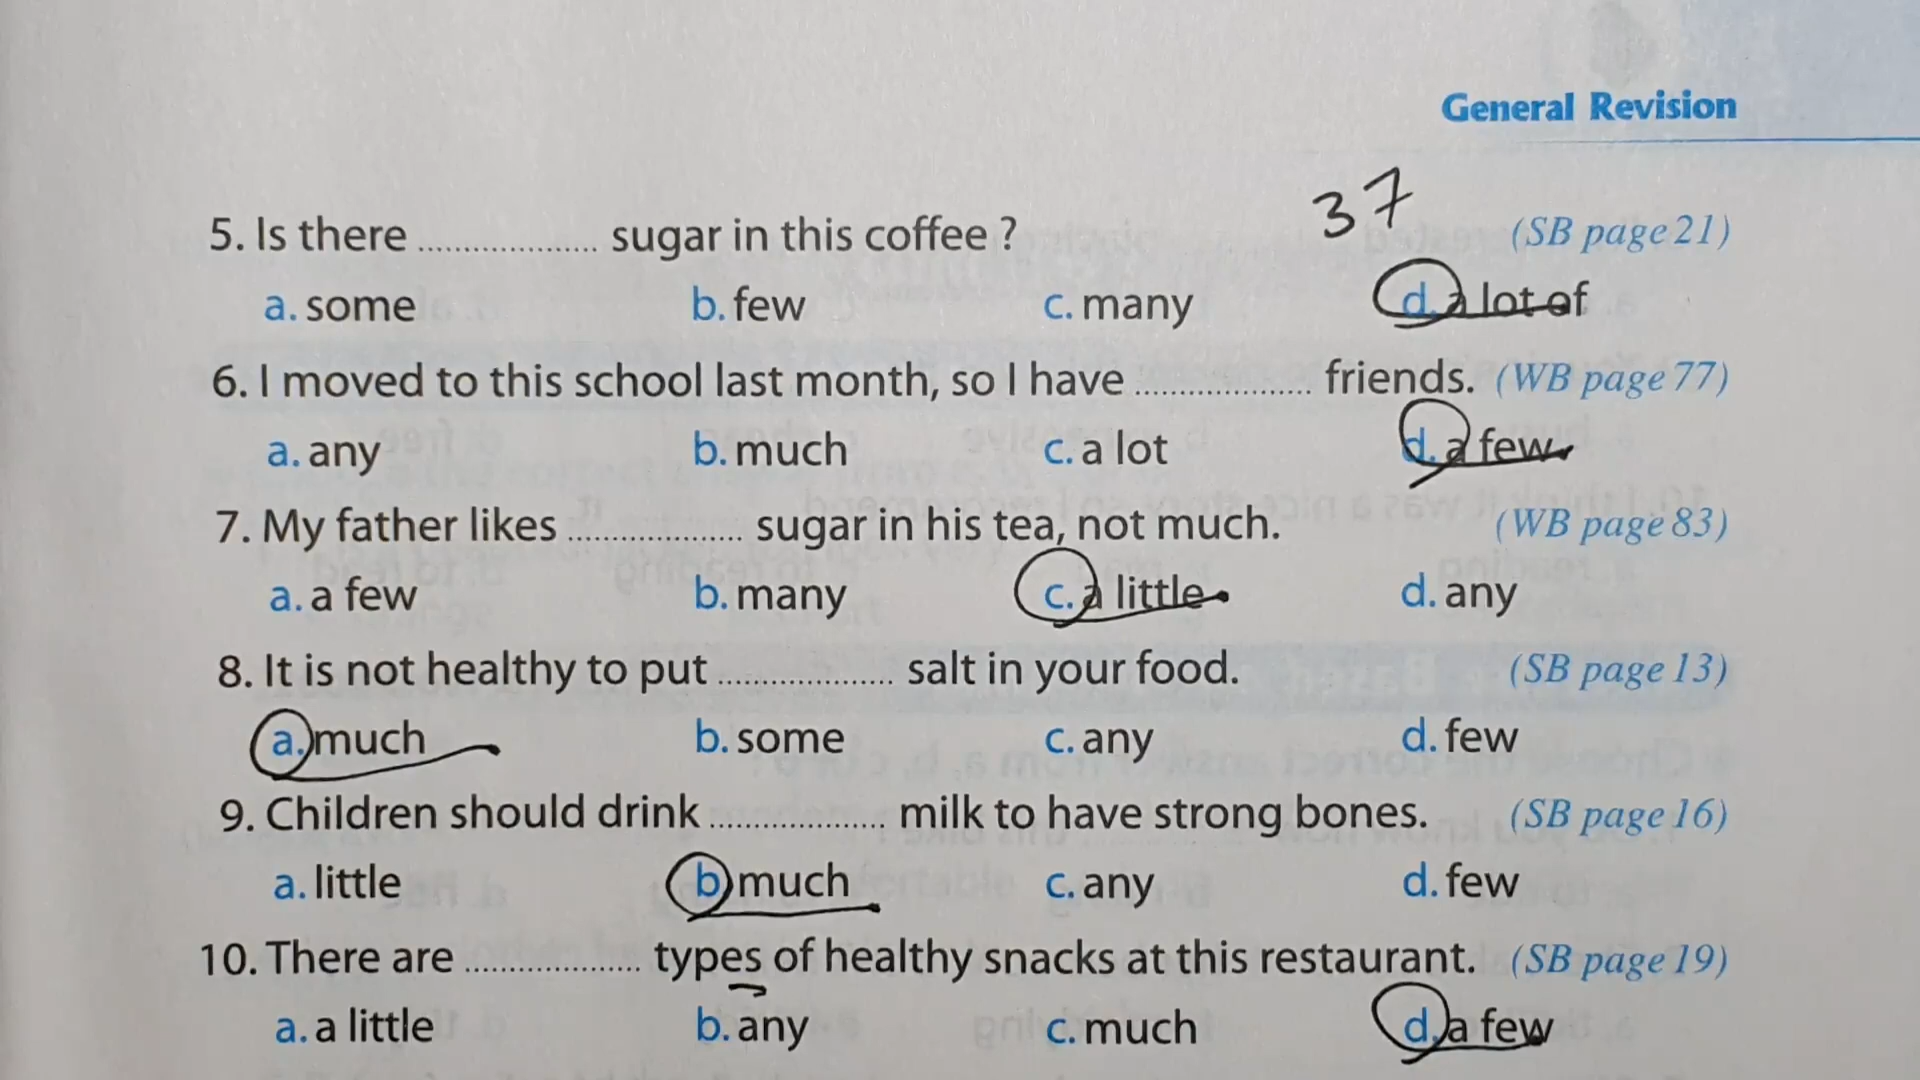 General Revision
37
5. Is there .................. sugar in this coffee ? (SB page 21)
a. some b. few c. many d. a lot of
6. I moved to this school last month, so I have .................. friends. (WB page 77)
a. any b. much c. a lot d. a few
7. My father likes .................. sugar in his tea, not much. (WB page 83)
a. a few b. many c. a little d. any
8. It is not healthy to put .................. salt in your food. (SB page 13)
a. much b. some c. any d. few
9. Children should drink .................. milk to have strong bones. (SB page 16)
a. little b. much c. any d. few
10. There are .................. types of healthy snacks at this restaurant. (SB page 19)
a. a little b. any c. much d. a few